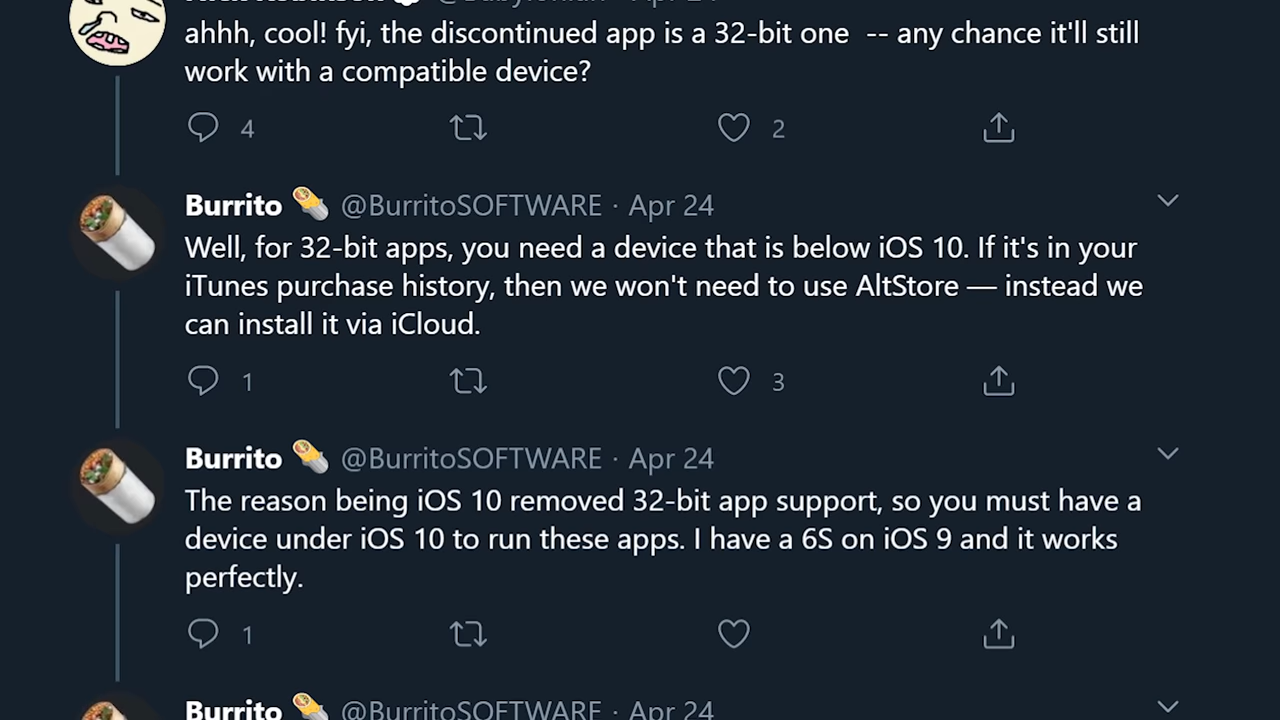 ahhh, cool! fyi, the discontinued app is a 32-bit one -- any chance it'll still
work with a compatible device?
4
2
Burrito 🌯 @BurritoSOFTWARE · Apr 24
Well, for 32-bit apps, you need a device that is below iOS 10. If it's in your
iTunes purchase history, then we won't need to use AltStore — instead we
can install it via iCloud.
1
3
Burrito 🌯 @BurritoSOFTWARE · Apr 24
The reason being iOS 10 removed 32-bit app support, so you must have a
device under iOS 10 to run these apps. I have a 6S on iOS 9 and it works
perfectly.
1
Burrito 🌯 @BurritoSOFTWARE · Apr 24